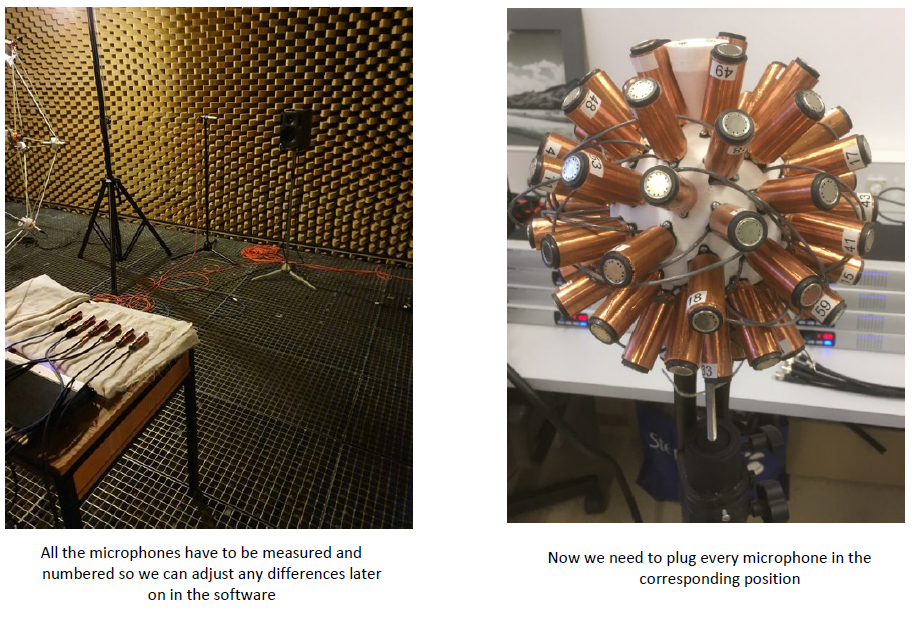 49
48
17
4
43
41
18
59
33
All the microphones have to be measured and
numbered so we can adjust any differences later
on in the software
Now we need to plug every microphone in the
corresponding position